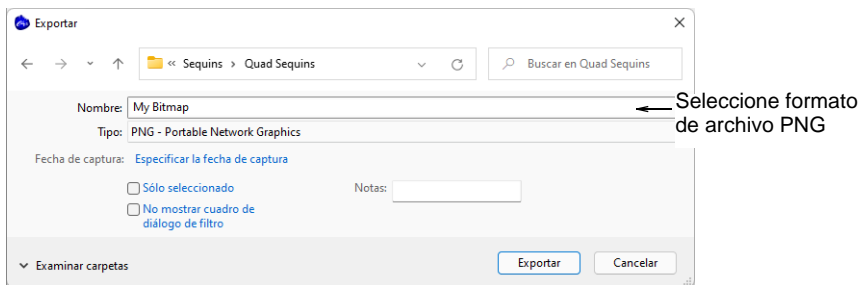 Exportar
« Sequins › Quad Sequins
Buscar en Quad Sequins
Nombre: My Bitmap
Seleccione formato
de archivo PNG
Tipo: PNG - Portable Network Graphics
Fecha de captura: Especificar la fecha de captura
Sólo seleccionado
Notas:
No mostrar cuadro de
diálogo de filtro
Examinar carpetas
Exportar
Cancelar